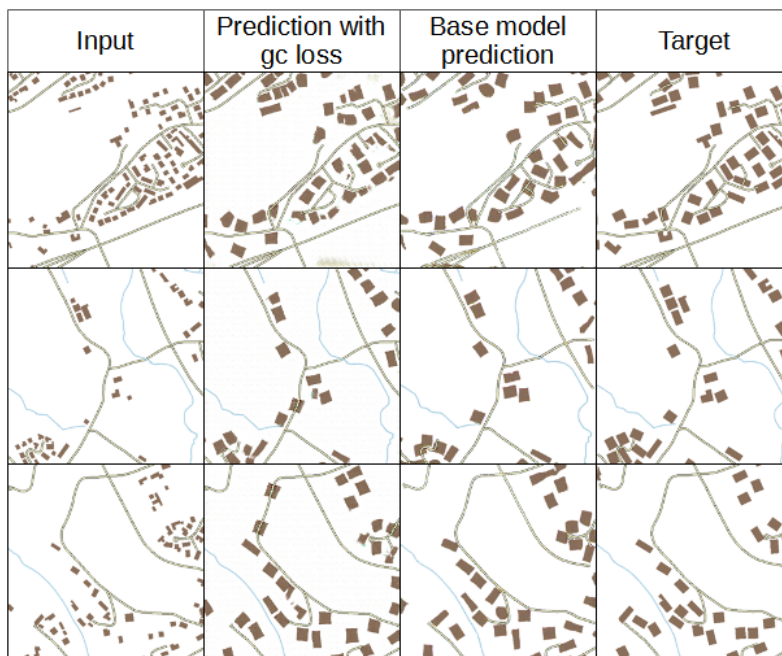 Input
Prediction with
gc loss
Base model
prediction
Target